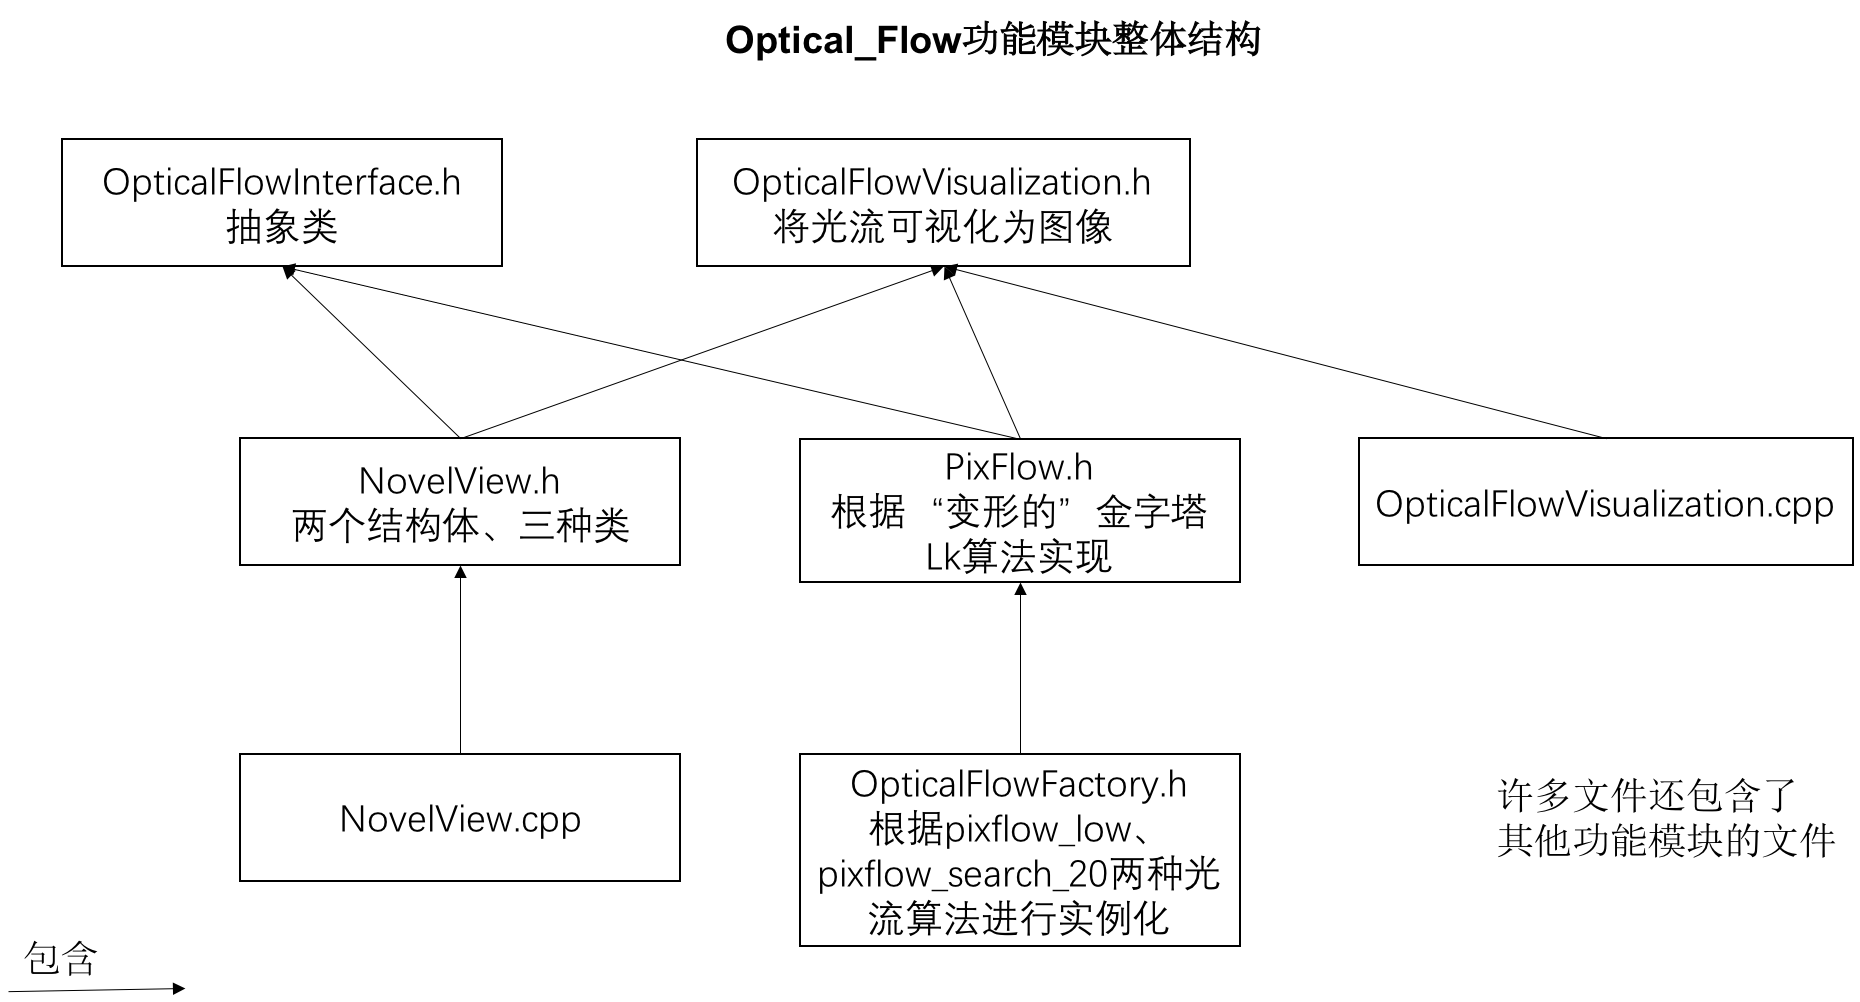 Optical_Flow功能模块整体结构
OpticalFlowInterface.h
抽象类
OpticalFlowVisualization.h
将光流可视化为图像
NovelView.h
两个结构体、三种类
PixFlow.h
根据“变形的”金字塔
Lk算法实现
OpticalFlowVisualization.cpp
NovelView.cpp
OpticalFlowFactory.h
根据pixflow_low、
pixflow_search_20两种光
流算法进行实例化
许多文件还包含了
其他功能模块的文件
包含